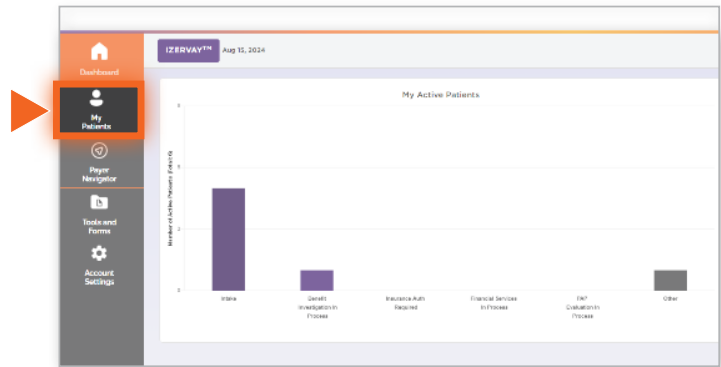 IZERVAY™ Aug 15, 2024
Dashboard
My
Patients
Payer
Navigator
Tools and
Forms
Account
Settings
My Active Patients
Number of Active Patients (Total: 6)
Intake
Benefit
Investigation In
Process
Insurance Auth
Required
Financial Services
In Process
PAP
Evaluation In
Process
Other